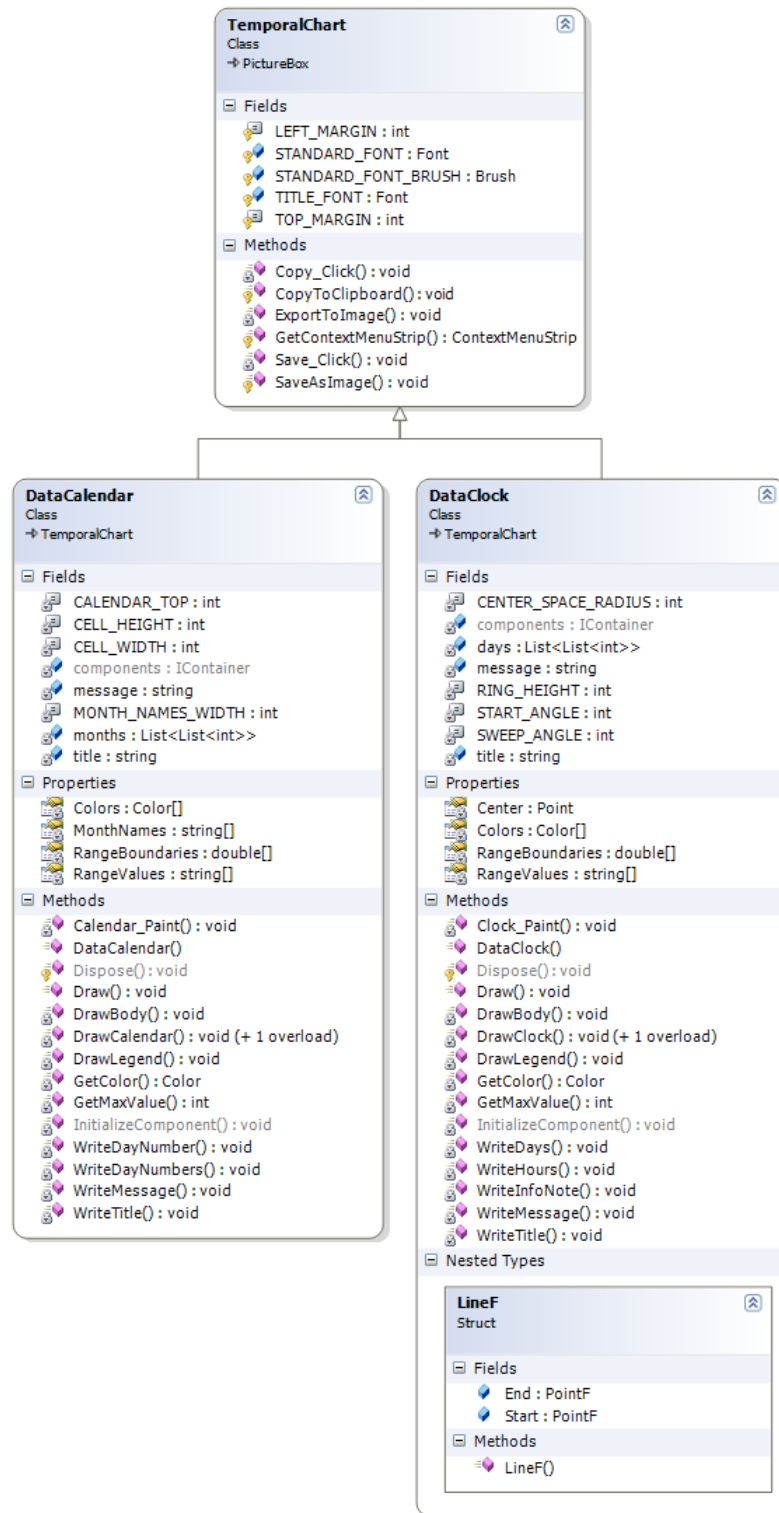 TemporalChart
Class
PictureBox
Fields
LEFT_MARGIN : int
STANDARD_FONT : Font
STANDARD_FONT_BRUSH : Brush
TITLE_FONT : Font
TOP_MARGIN : int
Methods
Copy_Click() : void
CopyToClipboard() : void
ExportToImage() : void
GetContextMenuStrip() : ContextMenuStrip
Save_Click() : void
SaveAsImage() : void
DataCalendar
Class
TemporalChart
Fields
CALENDAR_TOP : int
CELL_HEIGHT : int
CELL_WIDTH : int
components : IContainer
message : string
MONTH_NAMES_WIDTH : int
months : List<List<int>>
title : string
Properties
Colors : Color[]
MonthNames : string[]
RangeBoundaries : double[]
RangeValues : string[]
Methods
Calendar_Paint() : void
DataCalendar()
Dispose() : void
Draw() : void
DrawBody() : void
DrawCalendar() : void (+ 1 overload)
DrawLegend() : void
GetColor() : Color
GetMaxValue() : int
InitializeComponent() : void
WriteDayNumber() : void
WriteDayNumbers() : void
WriteMessage() : void
WriteTitle() : void
DataClock
Class
TemporalChart
Fields
CENTER_SPACE_RADIUS : int
components : IContainer
days : List<List<int>>
message : string
RING_HEIGHT : int
START_ANGLE : int
SWEEP_ANGLE : int
title : string
Properties
Center : Point
Colors : Color[]
RangeBoundaries : double[]
RangeValues : string[]
Methods
Clock_Paint() : void
DataClock()
Dispose() : void
Draw() : void
DrawBody() : void
DrawClock() : void (+ 1 overload)
DrawLegend() : void
GetColor() : Color
GetMaxValue() : int
InitializeComponent() : void
WriteDays() : void
WriteHours() : void
WriteInfoNote() : void
WriteMessage() : void
WriteTitle() : void
Nested Types
LineF
Struct
Fields
End : PointF
Start : PointF
Methods
LineF()